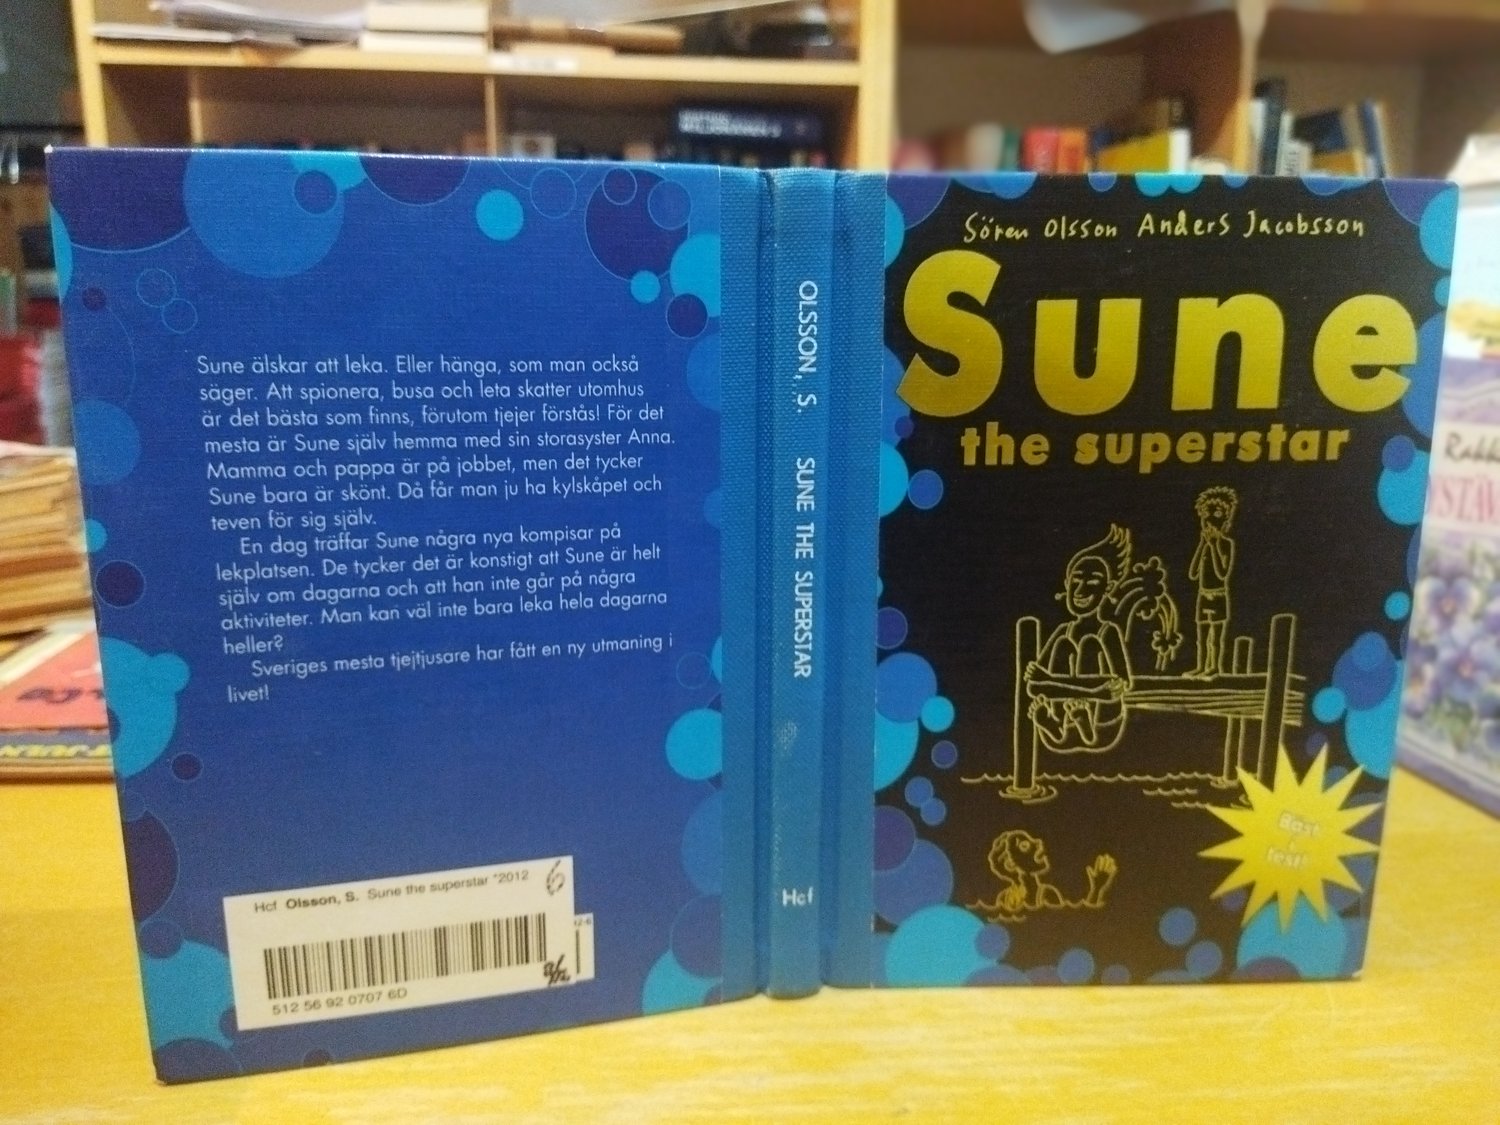 Sune älskar att leka. Eller hänga, som man också
säger. Att spionera, busa och leta skatter utomhus
är det bästa som finns, förutom tjejer förstås! För det
mesta är Sune själv hemma med sin storasyster Anna.
Mamma och pappa är på jobbet, men det tycker
Sune bara är skönt. Då får man ju ha kylskåpet och
teven för sig själv.
En dag träffar Sune några nya kompisar på
lekplatsen. De tycker det är konstigt att Sune är helt
själv om dagarna och att han inte går på några
aktiviteter. Man kan väl inte bara leka hela dagarna
heller?
Sveriges mesta tjejtjusare har fått en ny utmaning i
livet!
Hcf Olsson, S. Sune the superstar *2012
512 56 92 0707 6D
OLSSON, S. SUNE THE SUPERSTAR
Hcf
Sören Olsson Anders Jacobsson
Sune
the superstar
Bäst
i
test!